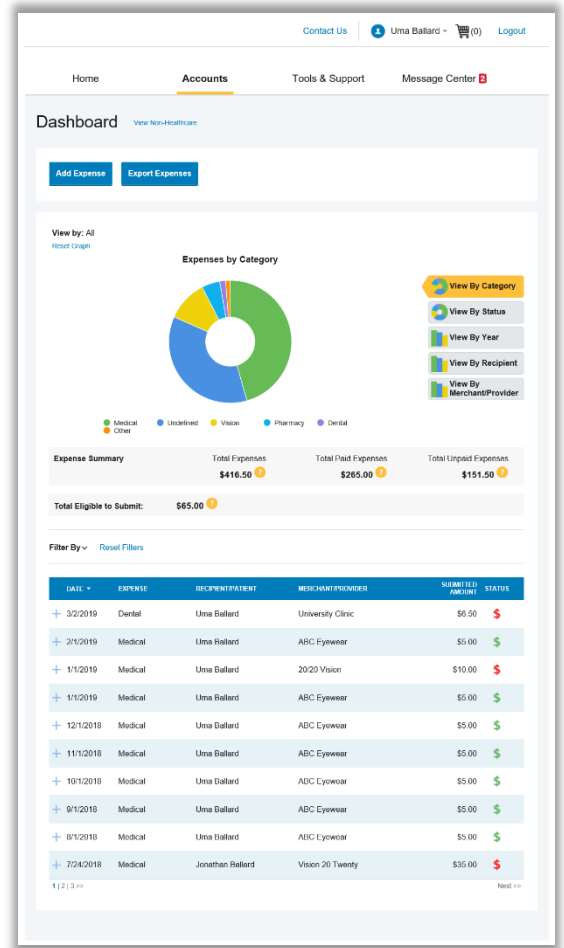 Contact Us Uma Ballard (0) Logout
Home Accounts Tools & Support Message Center 2
Dashboard View Non-Healthcare
Add Expense Export Expenses
View by: All
Reset Graph
Expenses by Category
View By Category
View By Status
View By Year
View By Recipient
View By
Merchant/Provider
Medical Undefined Vision Pharmacy Dental
Other
Expense Summary Total Expenses Total Paid Expenses Total Unpaid Expenses
$416.50 ? $265.00 ? $151.50 ?
Total Eligible to Submit: $65.00 ?
Filter By Reset Filters
DATE EXPENSE RECIPIENT/PATIENT MERCHANT/PROVIDER SUBMITTED AMOUNT STATUS
+ 3/2/2019 Dental Uma Ballard University Clinic $6.50 $
+ 2/1/2019 Medical Uma Ballard ABC Eyewear $5.00 $
+ 1/1/2019 Medical Uma Ballard 20/20 Vision $10.00 $
+ 1/1/2019 Medical Uma Ballard ABC Eyewear $5.00 $
+ 12/1/2018 Medical Uma Ballard ABC Eyewear $5.00 $
+ 11/1/2018 Medical Uma Ballard ABC Eyewear $5.00 $
+ 10/1/2018 Medical Uma Ballard ABC Eyewear $5.00 $
+ 9/1/2018 Medical Uma Ballard ABC Eyewear $5.00 $
+ 8/1/2018 Medical Uma Ballard ABC Eyewear $5.00 $
+ 7/24/2018 Medical Jonathan Ballard Vision 20 Twenty $35.00 $
1 | 2 | 3 >> Next >>